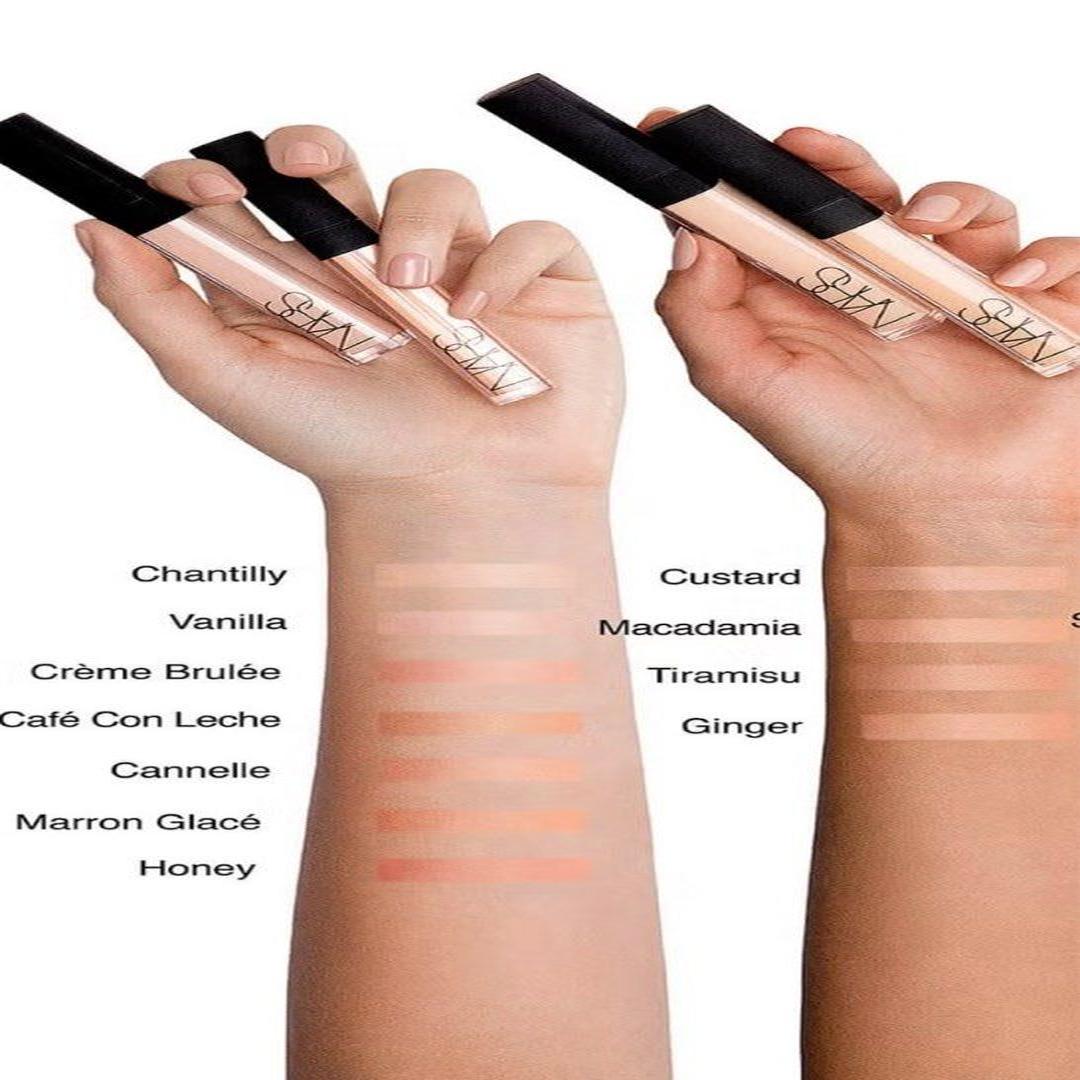 NARS
NARS
NARS
NARS
Chantilly
Vanilla
Crème Brulée
Café Con Leche
Cannelle
Marron Glacé
Honey
Custard
Macadamia
Tiramisu
Ginger